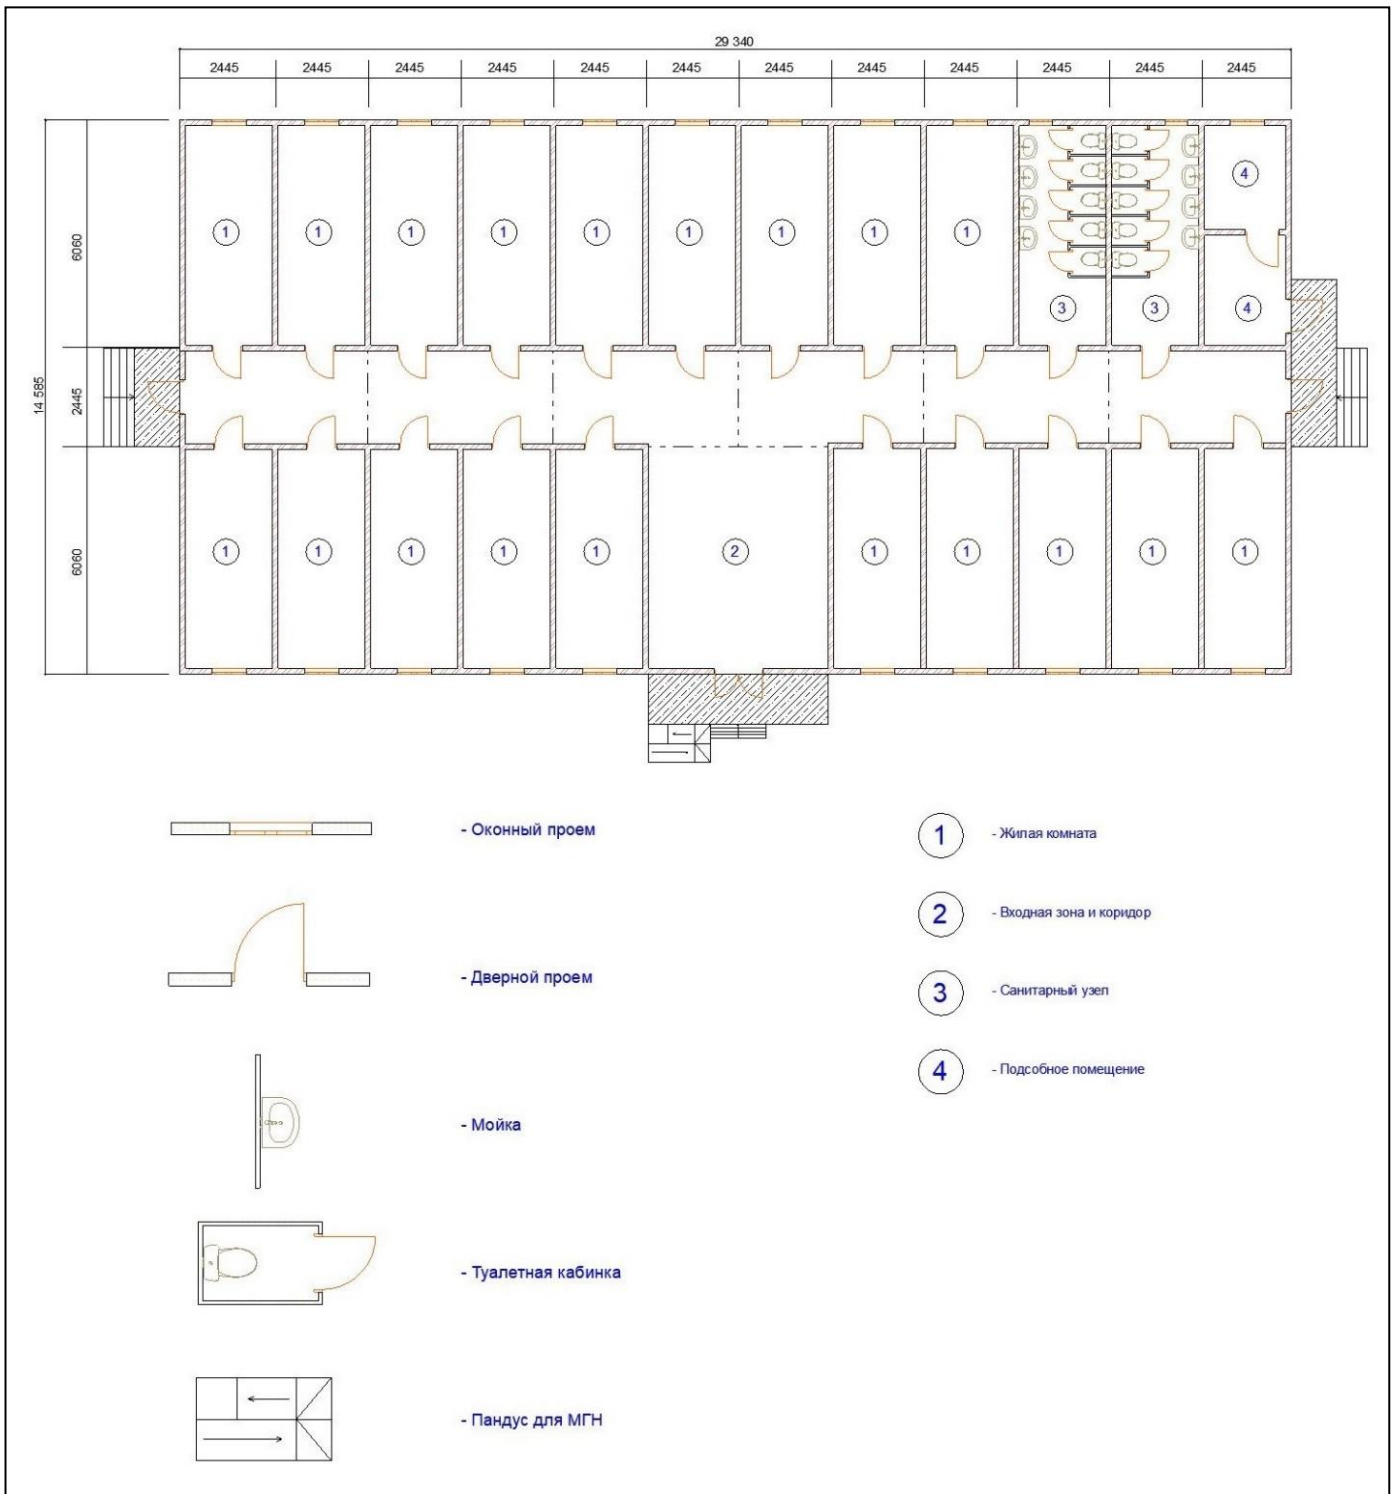 29 340
2445 2445 2445 2445 2445 2445 2445 2445 2445 2445 2445 2445
14 585
6060
2445
6060
1 1 1 1 1 1 1 1 1 3 3 4
4
1 1 1 1 1 2 1 1 1 1 1
- Оконный проем
- Дверной проем
- Мойка
- Туалетная кабинка
- Пандус для МГН
1 - Жилая комната
2 - Входная зона и коридор
3 - Санитарный узел
4 - Подсобное помещение